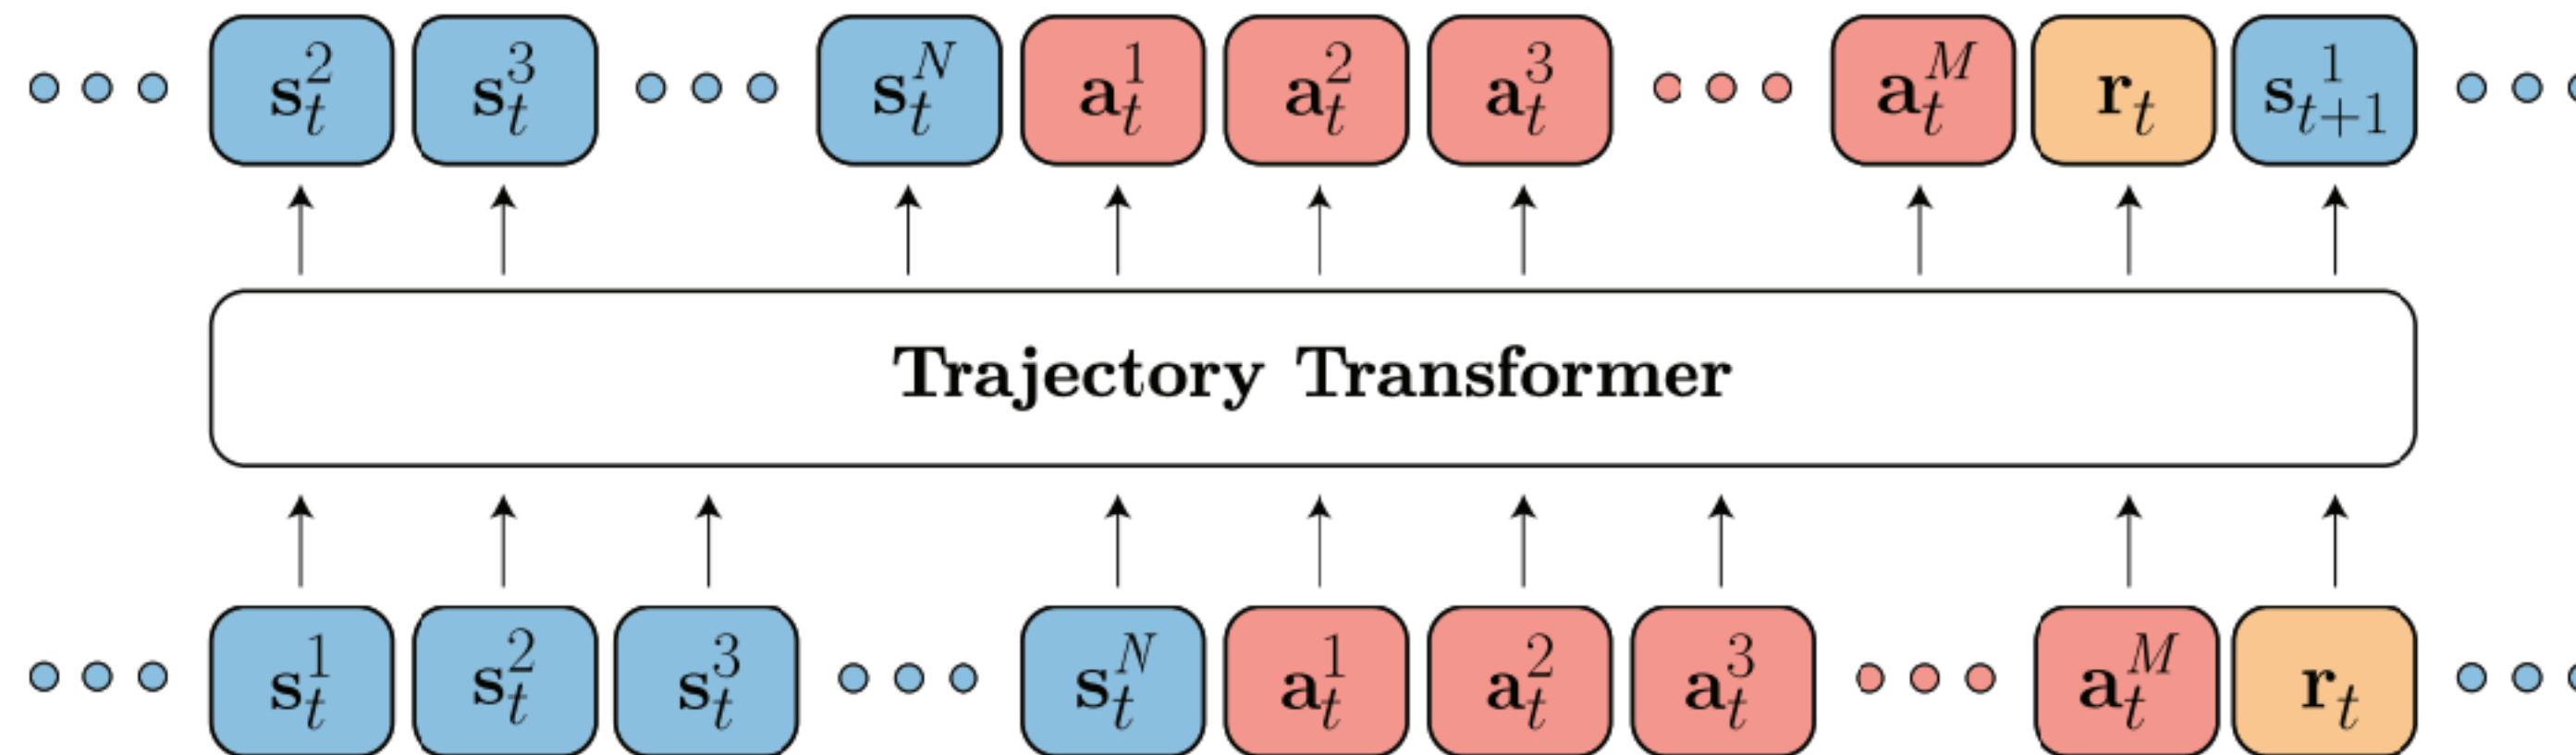 s_t^2 s_t^3 s_t^N a_t^1 a_t^2 a_t^3 a_t^M r_t s_{t+1}^1
Trajectory Transformer
s_t^1 s_t^2 s_t^3 s_t^N a_t^1 a_t^2 a_t^3 a_t^M r_t